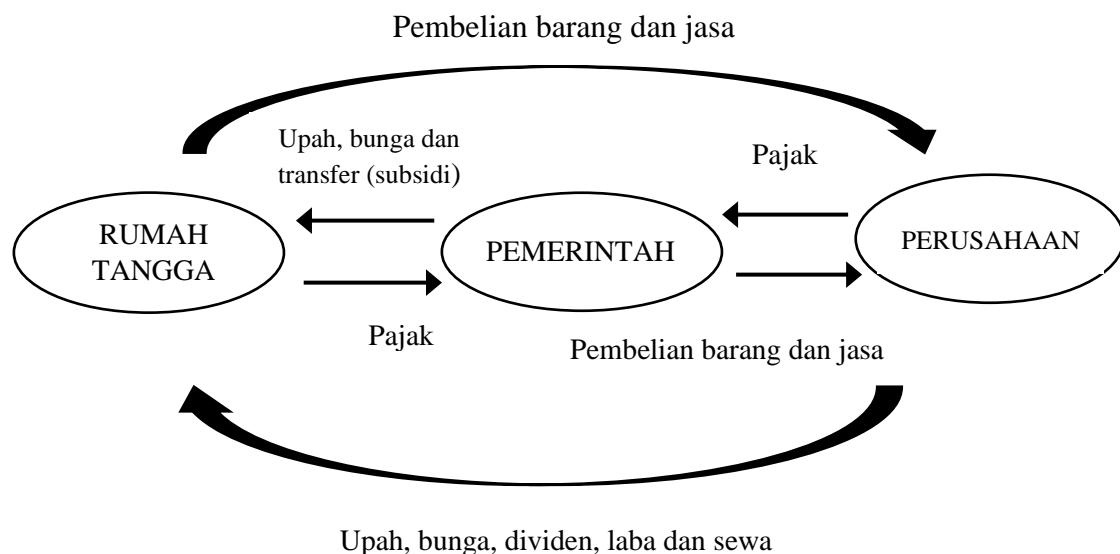 Pembelian barang dan jasa
Upah, bunga dan
transfer (subsidi)
Pajak
RUMAH
TANGGA
PEMERINTAH
PERUSAHAAN
Pajak
Pembelian barang dan jasa
Upah, bunga, dividen, laba dan sewa